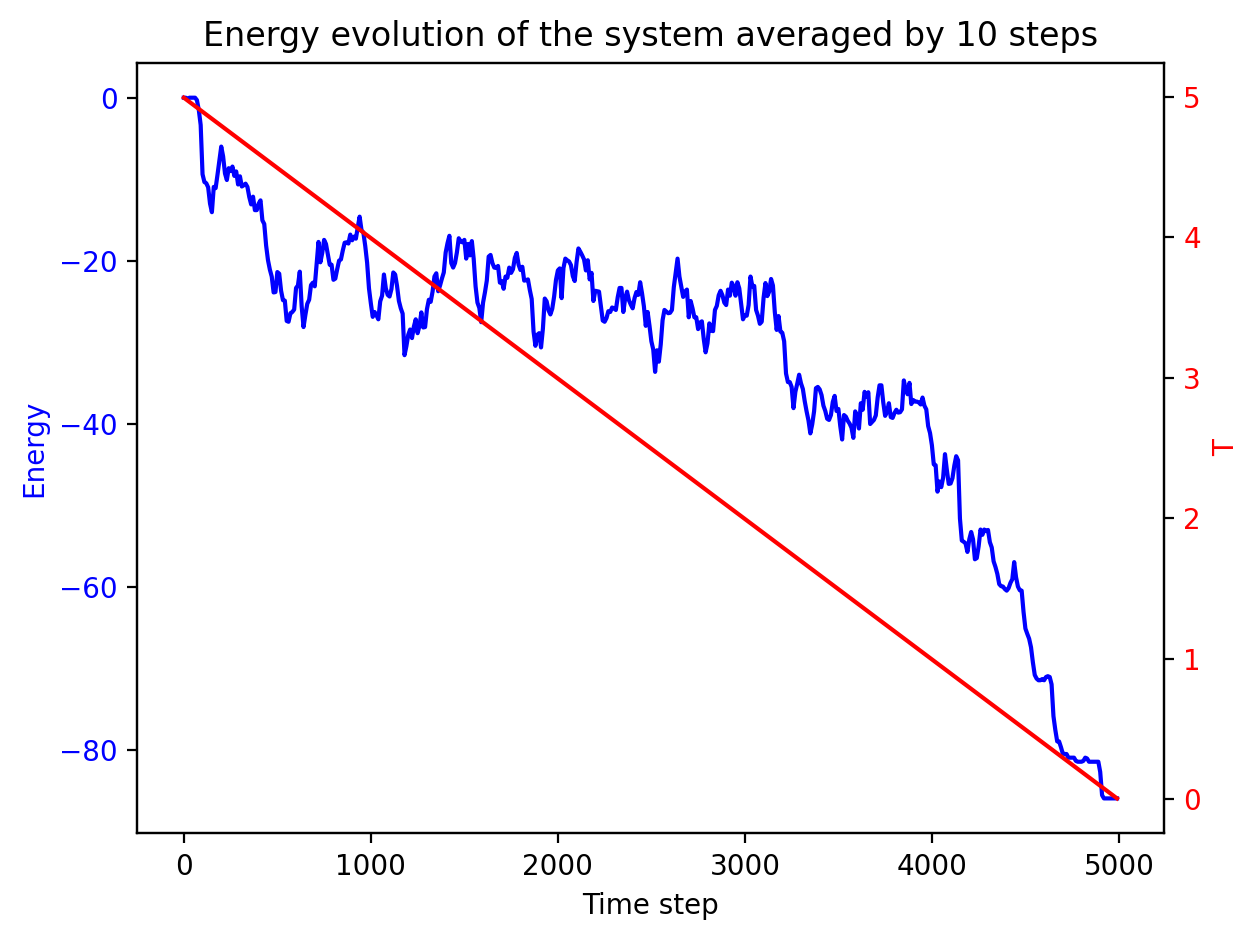 Energy evolution of the system averaged by 10 steps
0
−20
−40
−60
−80
Energy
5
4
3
2
1
0
T
0 1000 2000 3000 4000 5000
Time step